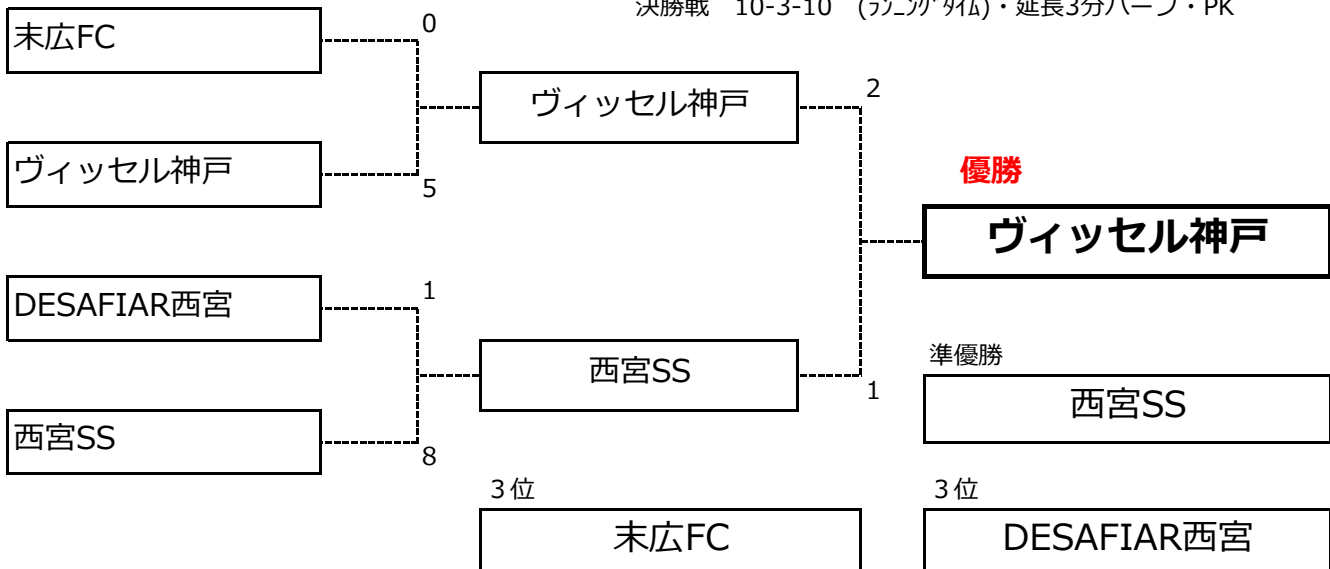 決勝戦　10-3-10　(ﾗﾝﾆﾝｸﾞﾀｲﾑ)・延長3分ハーフ・PK
末広FC
0
ヴィッセル神戸
2
ヴィッセル神戸
5
優勝
ヴィッセル神戸
DESAFIAR西宮
1
準優勝
西宮SS
1
西宮SS
西宮SS
8
３位
３位
末広FC
DESAFIAR西宮